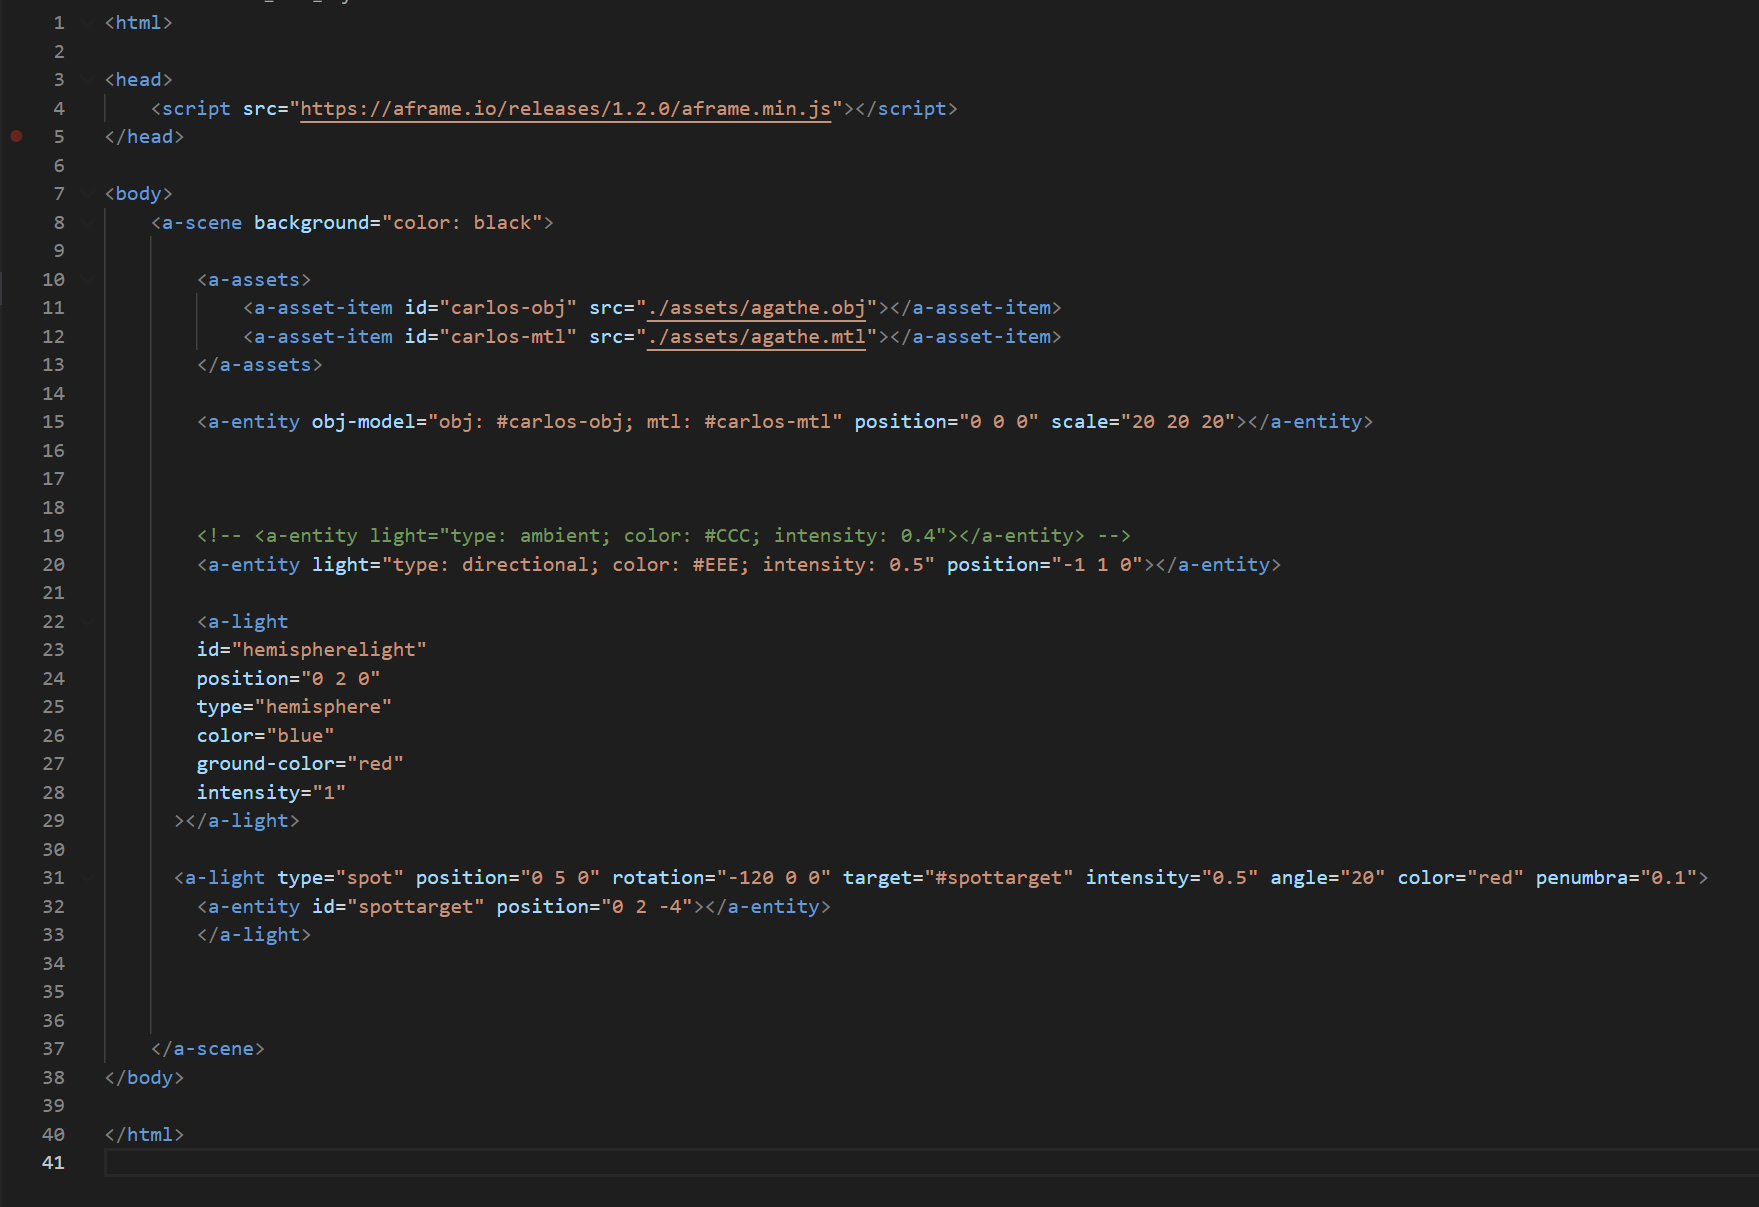 1 <html>
2
3 <head>
4 <script src="https://aframe.io/releases/1.2.0/aframe.min.js"></script>
5 </head>
6
7 <body>
8 <a-scene background="color: black">
9
10 <a-assets>
11 <a-asset-item id="carlos-obj" src="./assets/agathe.obj"></a-asset-item>
12 <a-asset-item id="carlos-mtl" src="./assets/agathe.mtl"></a-asset-item>
13 </a-assets>
14
15 <a-entity obj-model="obj: #carlos-obj; mtl: #carlos-mtl" position="0 0 0" scale="20 20 20"></a-entity>
16
17
18
19 <!-- <a-entity light="type: ambient; color: #CCC; intensity: 0.4"></a-entity> -->
20 <a-entity light="type: directional; color: #EEE; intensity: 0.5" position="-1 1 0"></a-entity>
21
22 <a-light
23 id="hemispherelight"
24 position="0 2 0"
25 type="hemisphere"
26 color="blue"
27 ground-color="red"
28 intensity="1"
29 ></a-light>
30
31 <a-light type="spot" position="0 5 0" rotation="-120 0 0" target="#spottarget" intensity="0.5" angle="20" color="red" penumbra="0.1">
32 <a-entity id="spottarget" position="0 2 -4"></a-entity>
33 </a-light>
34
35
36
37 </a-scene>
38 </body>
39
40 </html>
41